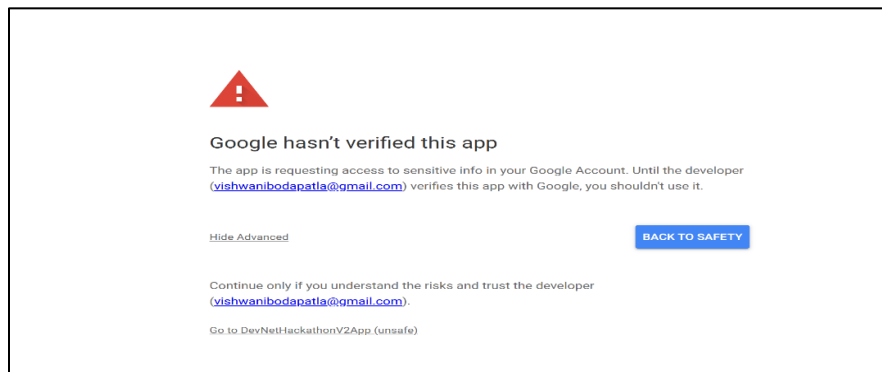 Google hasn't verified this app
The app is requesting access to sensitive info in your Google Account. Until the developer
(vishwanibodapatla@gmail.com) verifies this app with Google, you shouldn't use it.
Hide Advanced
BACK TO SAFETY
Continue only if you understand the risks and trust the developer
(vishwanibodapatla@gmail.com).
Go to DevNetHackathonV2App (unsafe)